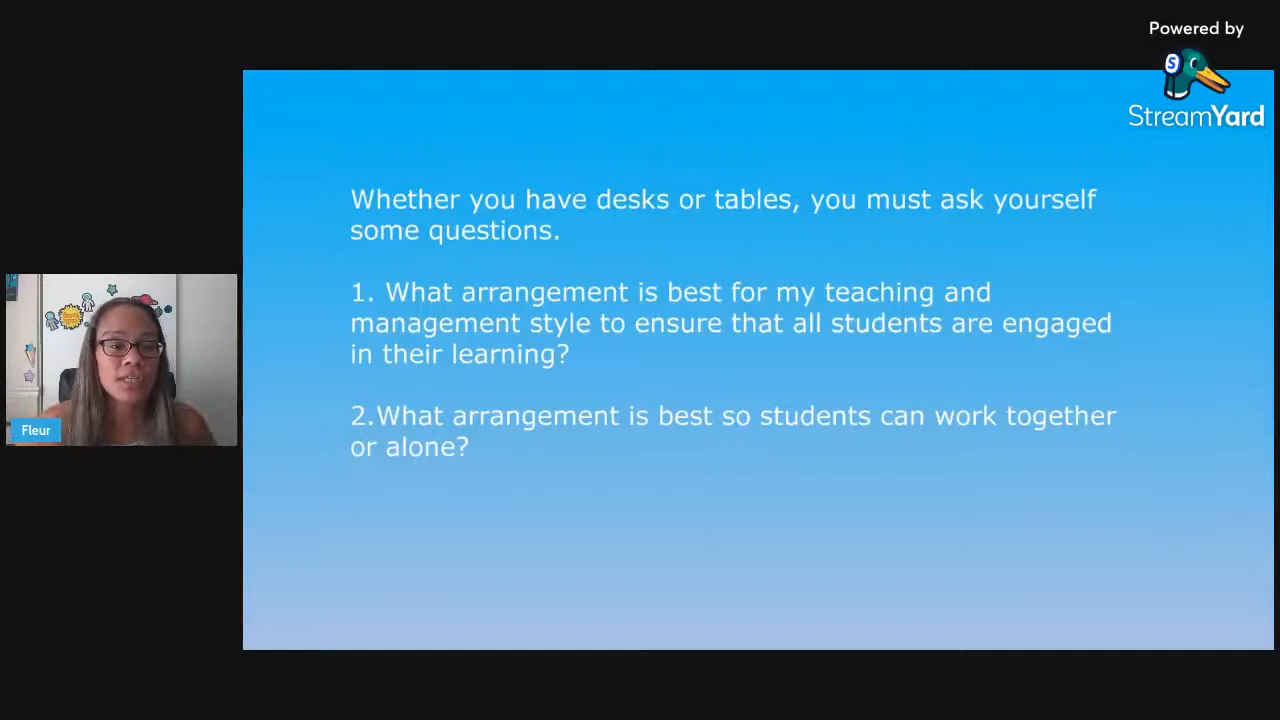 Powered by
S
StreamYard
Whether you have desks or tables, you must ask yourself
some questions.
1. What arrangement is best for my teaching and
management style to ensure that all students are engaged
in their learning?
2.What arrangement is best so students can work together
or alone?
Fleur